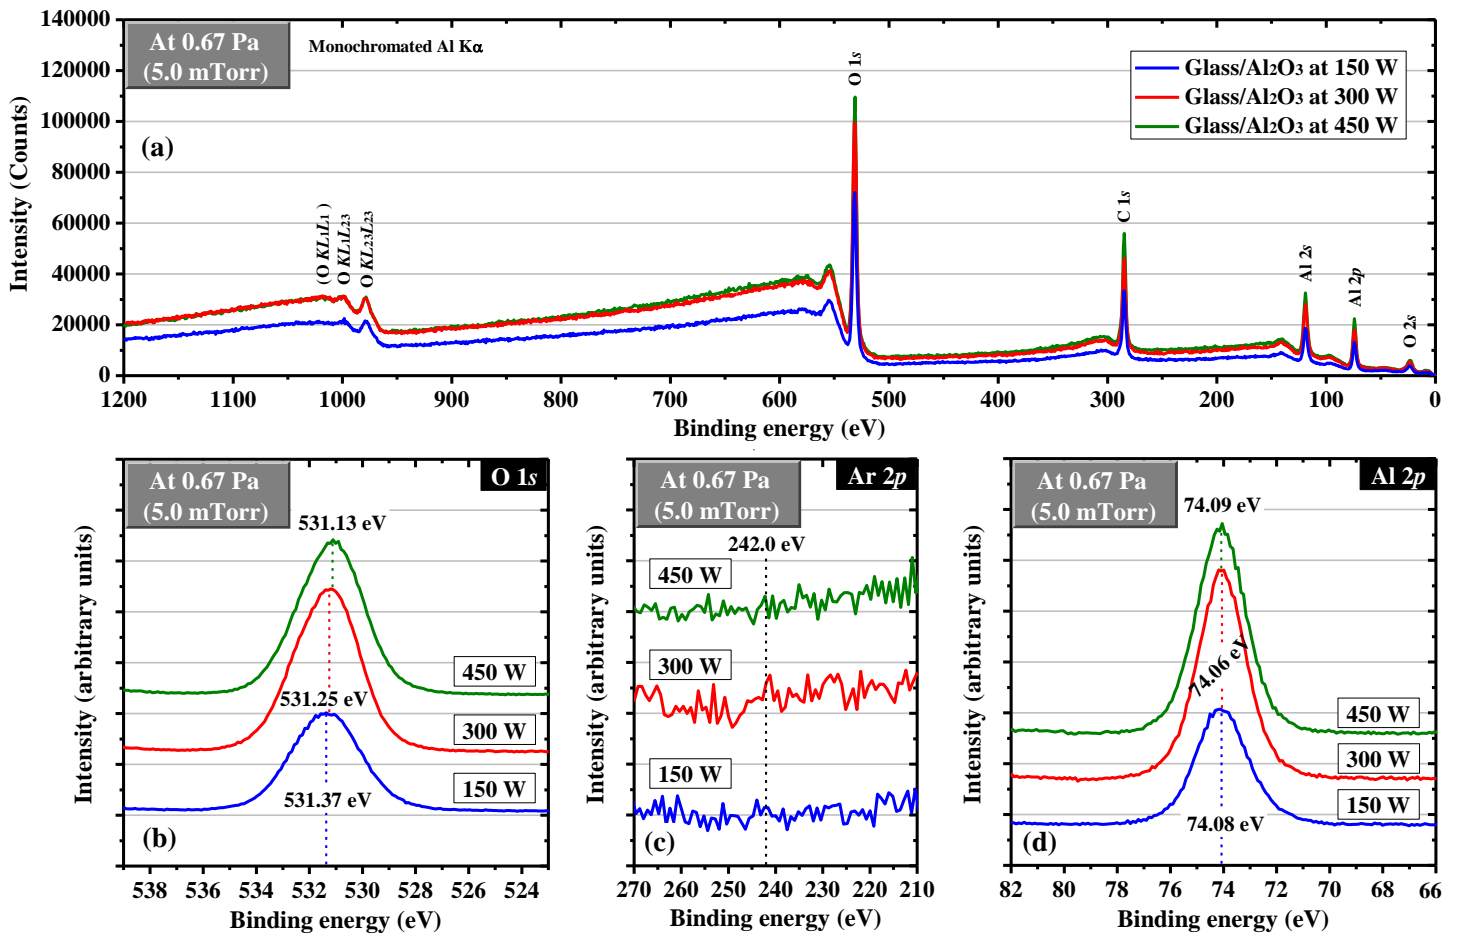 At 0.67 Pa
(5.0 mTorr)
Monochromated Al Kα
Glass/Al₂O₃ at 150 W
Glass/Al₂O₃ at 300 W
Glass/Al₂O₃ at 450 W
(a)
(O KL₁L₁ )
O KL₁L₂₃
O KL₂₃L₂₃
O 1s
C 1s
Al 2s
Al 2p
O 2s
Intensity (Counts)
140000
120000
100000
80000
60000
40000
20000
0
1200 1100 1000 900 800 700 600 500 400 300 200 100 0
Binding energy (eV)
At 0.67 Pa
(5.0 mTorr)
O 1s
531.13 eV
450 W
531.25 eV
300 W
150 W
531.37 eV
(b)
Intensity (arbitrary units)
538 536 534 532 530 528 526 524
Binding energy (eV)
At 0.67 Pa
(5.0 mTorr)
Ar 2p
242.0 eV
450 W
300 W
150 W
(c)
Intensity (arbitrary units)
270 260 250 240 230 220 210
Binding energy (eV)
At 0.67 Pa
(5.0 mTorr)
Al 2p
74.09 eV
74.06 eV
450 W
300 W
150 W
74.08 eV
(d)
Intensity (arbitrary units)
82 80 78 76 74 72 70 68 66
Binding energy (eV)